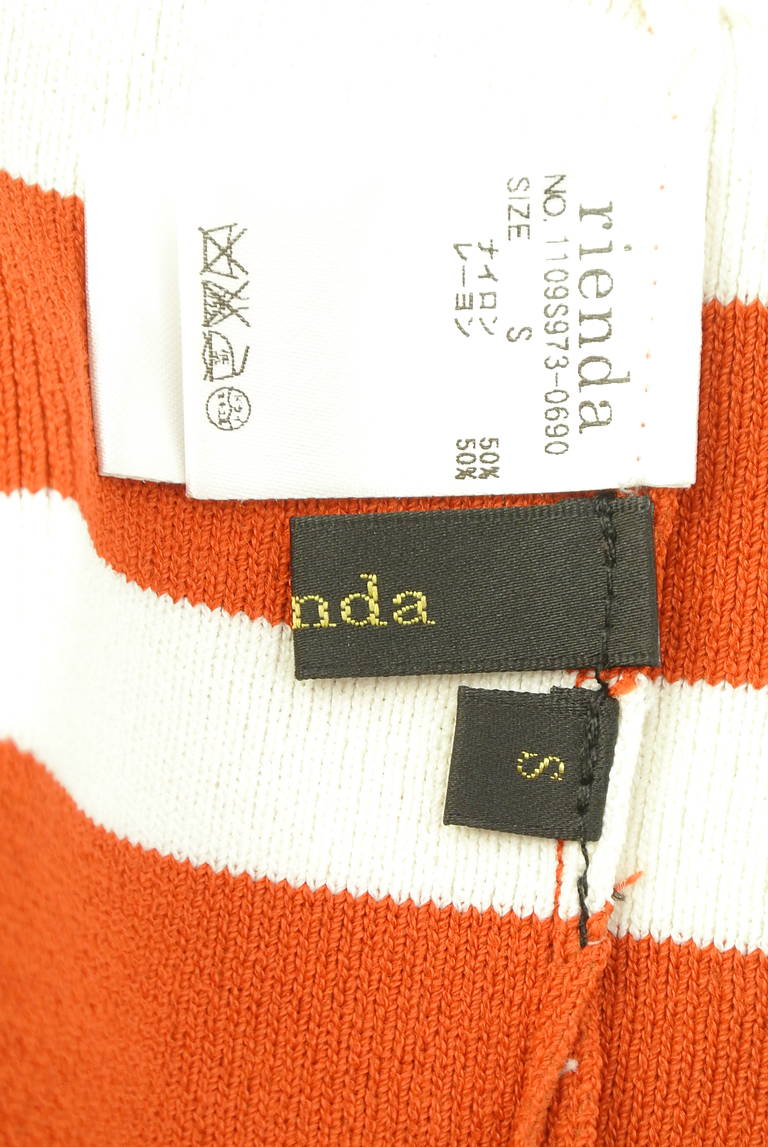 rienda
NO. 1109S973-0690
SIZE S
ナイロン 50%
レーヨン 50%
nda
S